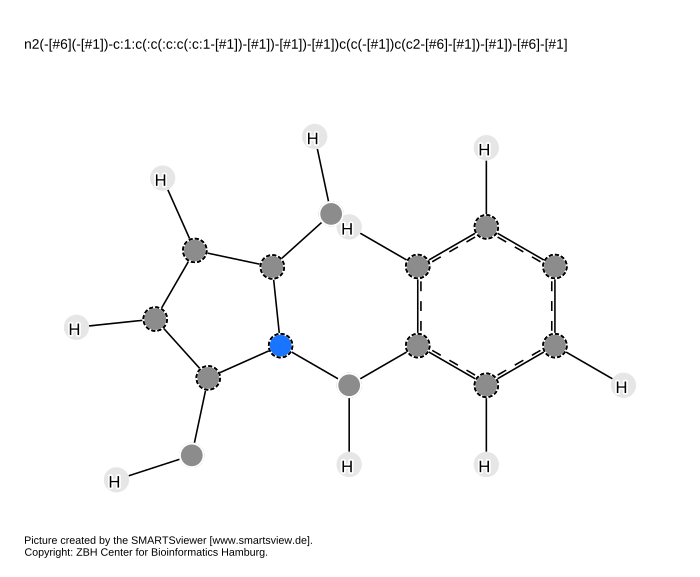 n2(-[#6](-[#1])-c:1:c(:c(:c:c(:c:1-[#1])-[#1])-[#1])-[#1])c(c(-[#1])c(c2-[#6]-[#1])-[#1])-[#6]-[#1]
H
H
H
H
H
H
H
H
H
H
Picture created by the SMARTSviewer [www.smartsview.de].
Copyright: ZBH Center for Bioinformatics Hamburg.